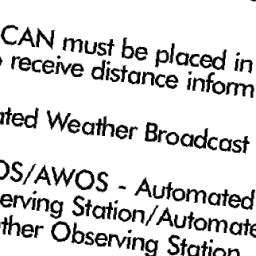 CAN must be placed in
receive distance inform
ated Weather Broadcast
OS/AWOS - Automated
erving Station/Automate
ther Observing Station